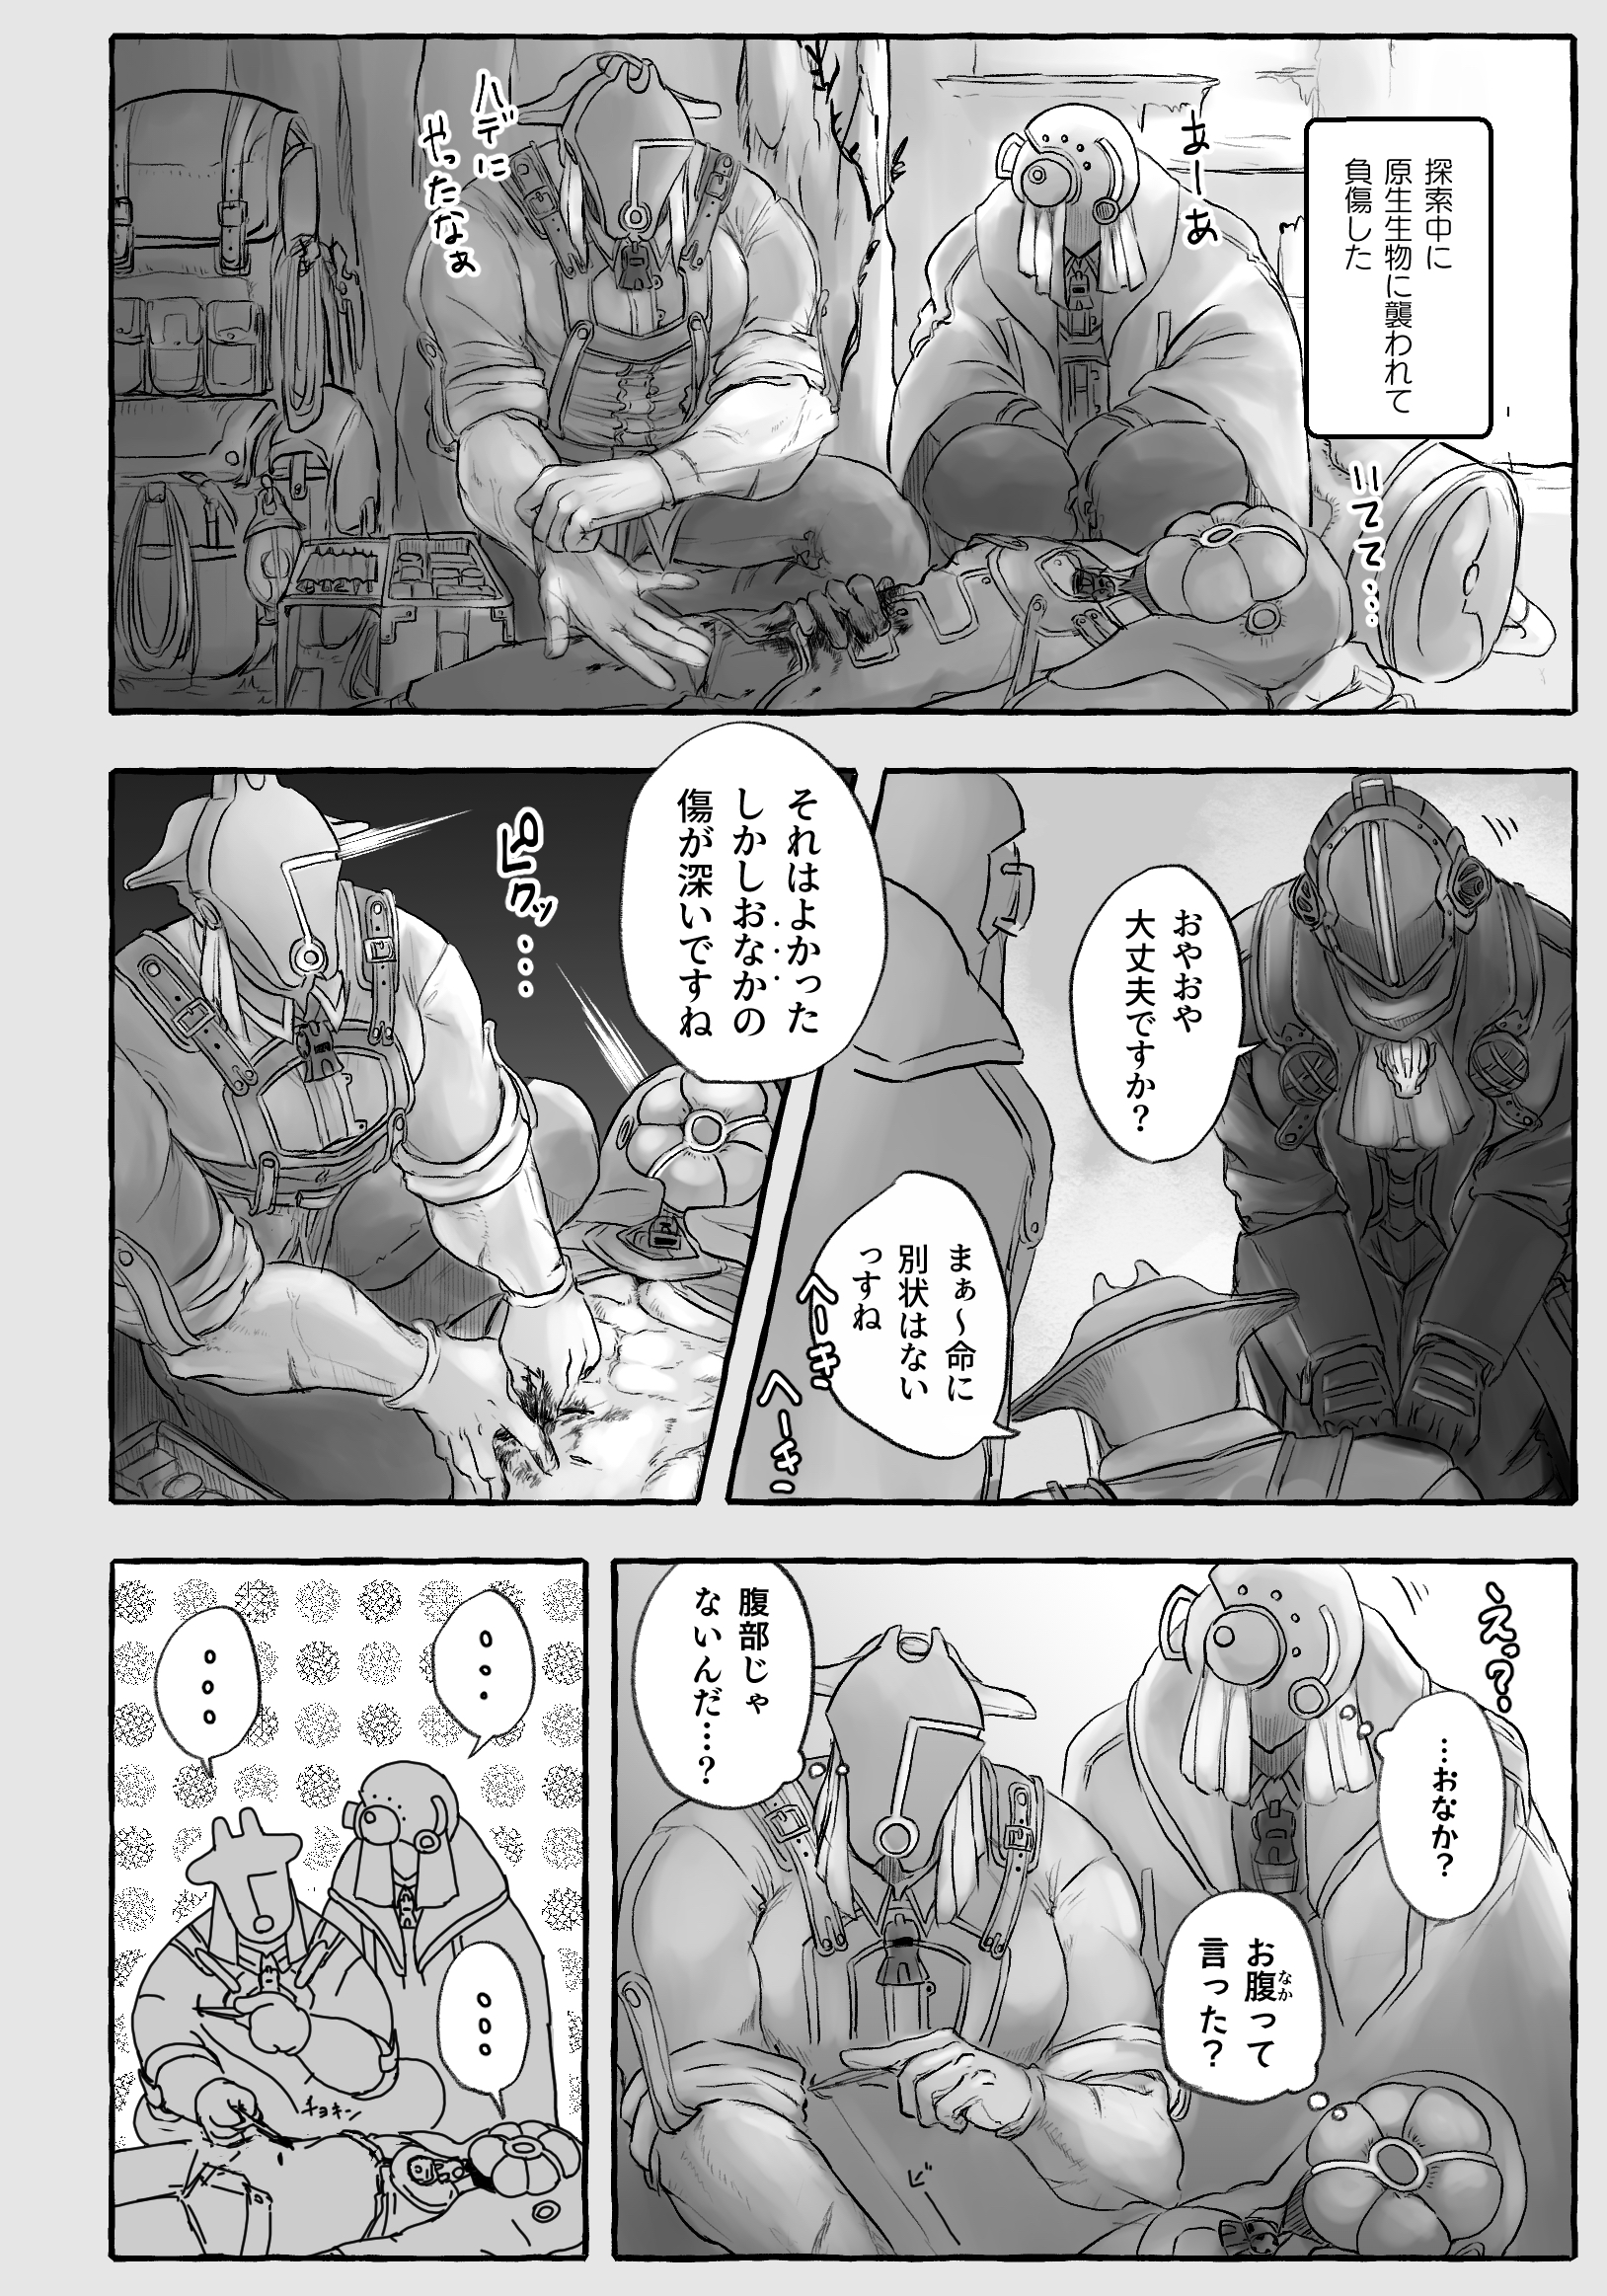 探索中に
原生生物に襲われて
負傷した
あーあ
ハデに
やったなぁ
いてて…
おやおや
大丈夫ですか？
まぁ～命に
別状はない
っすね
へーき
へーき
それはよかった
しかしおなかの
傷が深いですね
ピクッ…
えっ？
…おなか？
お腹って
なか
言った？
腹部じゃ
ないんだ…？
ビー
…
…
…
チョキン